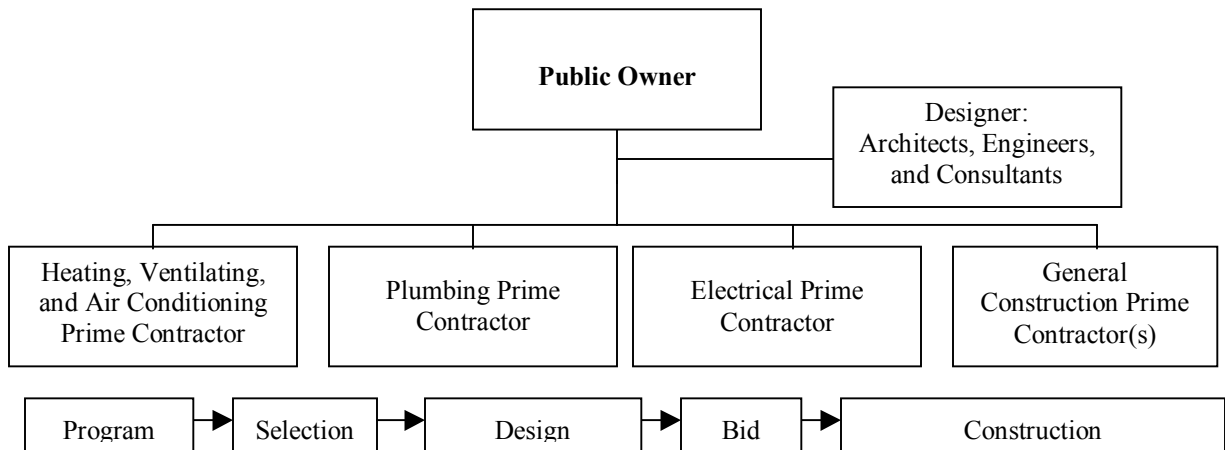 Public Owner
Designer:
Architects, Engineers,
and Consultants
Heating, Ventilating,
and Air Conditioning
Prime Contractor
Plumbing Prime
Contractor
Electrical Prime
Contractor
General
Construction Prime
Contractor(s)
Program
Selection
Design
Bid
Construction